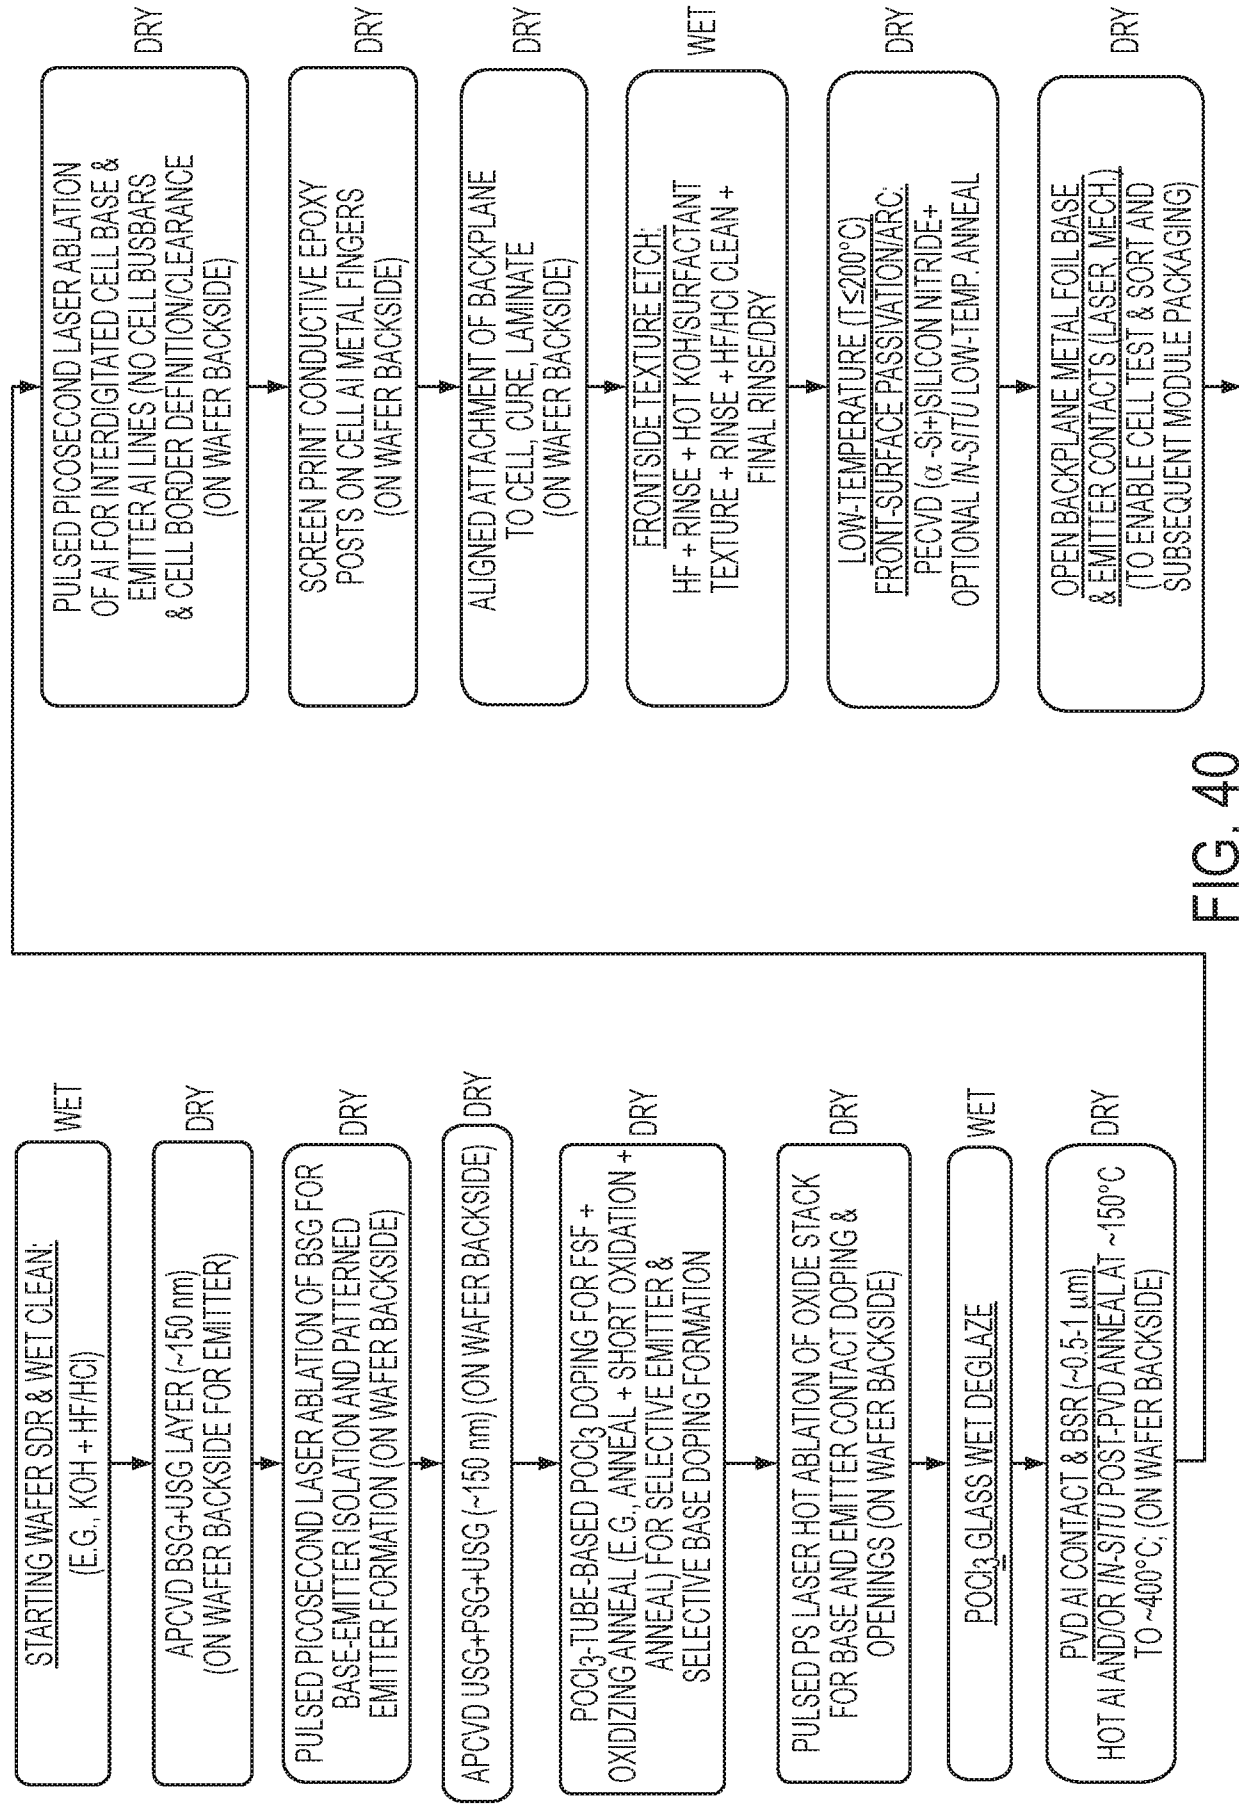 STARTING WAFER SDR & WET CLEAN:
(E.G., KOH + HF/HCl)
WET
APCVD BSG+USG LAYER (~150 nm)
(ON WAFER BACKSIDE FOR EMITTER)
DRY
PULSED PICOSECOND LASER ABLATION OF BSG FOR
BASE-EMITTER ISOLATION AND PATTERNED
EMITTER FORMATION (ON WAFER BACKSIDE)
DRY
APCVD USG+PSG+USG (~150 nm) (ON WAFER BACKSIDE)
DRY
POCl3-TUBE-BASED POCl3 DOPING FOR FSF +
OXIDIZING ANNEAL (E.G., ANNEAL + SHORT OXIDATION +
ANNEAL) FOR SELECTIVE EMITTER &
SELECTIVE BASE DOPING FORMATION
DRY
PULSED PS LASER HOT ABLATION OF OXIDE STACK
FOR BASE AND EMITTER CONTACT DOPING &
OPENINGS (ON WAFER BACKSIDE)
DRY
POCl3 GLASS WET DEGLAZE
WET
PVD Al CONTACT & BSR (~0.5-1 µm)
HOT Al AND/OR IN-SITU POST-PVD ANNEAL AT ~150°C
TO ~400°C; (ON WAFER BACKSIDE)
DRY
PULSED PICOSECOND LASER ABLATION
OF Al FOR INTERDIGITATED CELL BASE &
EMITTER Al LINES (NO CELL BUSBARS
& CELL BORDER DEFINITION/CLEARANCE
(ON WAFER BACKSIDE)
DRY
SCREEN PRINT CONDUCTIVE EPOXY
POSTS ON CELL Al METAL FINGERS
(ON WAFER BACKSIDE)
DRY
ALIGNED ATTACHMENT OF BACKPLANE
TO CELL, CURE, LAMINATE
(ON WAFER BACKSIDE)
DRY
FRONTSIDE TEXTURE ETCH:
HF + RINSE + HOT KOH/SURFACTANT
TEXTURE + RINSE + HF/HCl CLEAN +
FINAL RINSE/DRY
WET
LOW-TEMPERATURE (T ≤200°C)
FRONT-SURFACE PASSIVATION/ARC:
PECVD (α -Si+)SILICON NITRIDE+
OPTIONAL IN-SITU LOW-TEMP. ANNEAL
DRY
OPEN BACKPLANE METAL FOIL BASE
& EMITTER CONTACTS (LASER, MECH.)
(TO ENABLE CELL TEST & SORT AND
SUBSEQUENT MODULE PACKAGING)
DRY
FIG. 40